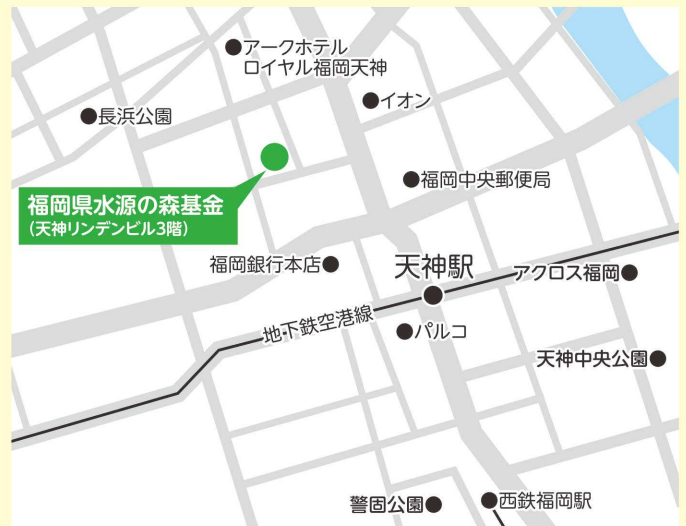 アークホテル
ロイヤル福岡天神
イオン
長浜公園
福岡中央郵便局
福岡県水源の森基金
(天神リンデンビル3階)
福岡銀行本店
天神駅
アクロス福岡
地下鉄空港線
パルコ
天神中央公園
警固公園
西鉄福岡駅